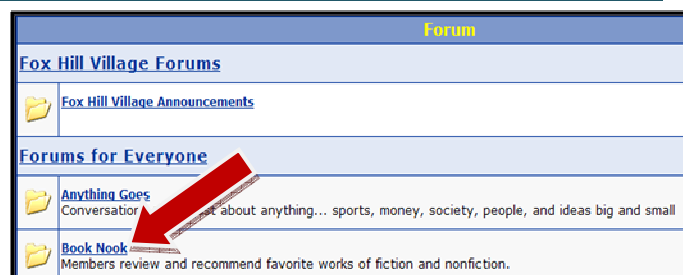 Forum
Fox Hill Village Forums
Fox Hill Village Announcements
Forums for Everyone
Anything Goes
Conversation about anything... sports, money, society, people, and ideas big and small
Book Nook
Members review and recommend favorite works of fiction and nonfiction.